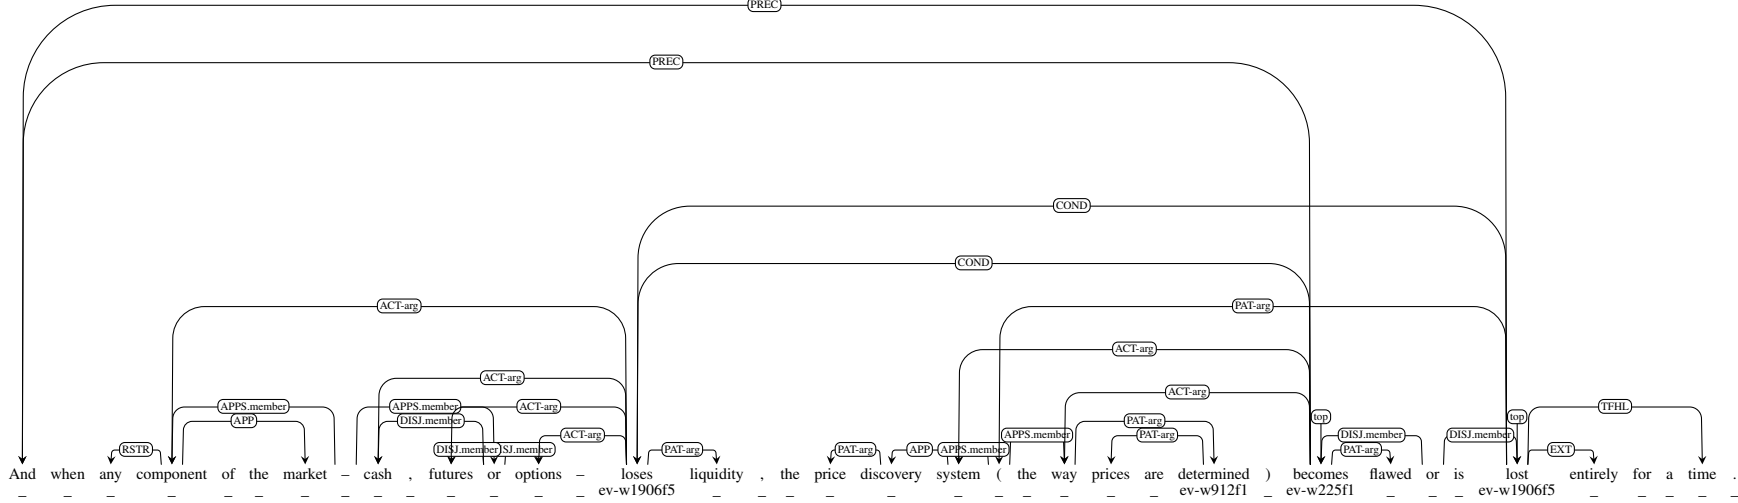 PREC
PREC
COND
COND
ACT-arg PAT-arg
ACT-arg
ACT-arg ACT-arg
APPS.member APPS.member ACT-arg top top TFHL
APP DISJ.member PAT-arg
ACT-arg APPS.member PAT-arg DISJ.member DISJ.member
RSTR DISJ.member SJ.member PAT-arg PAT-arg APP APPS.member PAT-arg EXT
And when any component of the market – cash , futures or options – loses liquidity , the price discovery system ( the way prices are determined ) becomes flawed or is lost entirely for a time .
_ _ _ _ _ _ _ _ _ _ _ _ _ _ ev-w1906f5 _ _ _ _ _ _ _ _ _ _ _ ev-w912f1 _ ev-w225f1 _ _ _ ev-w1906f5 _ _ _ _ _